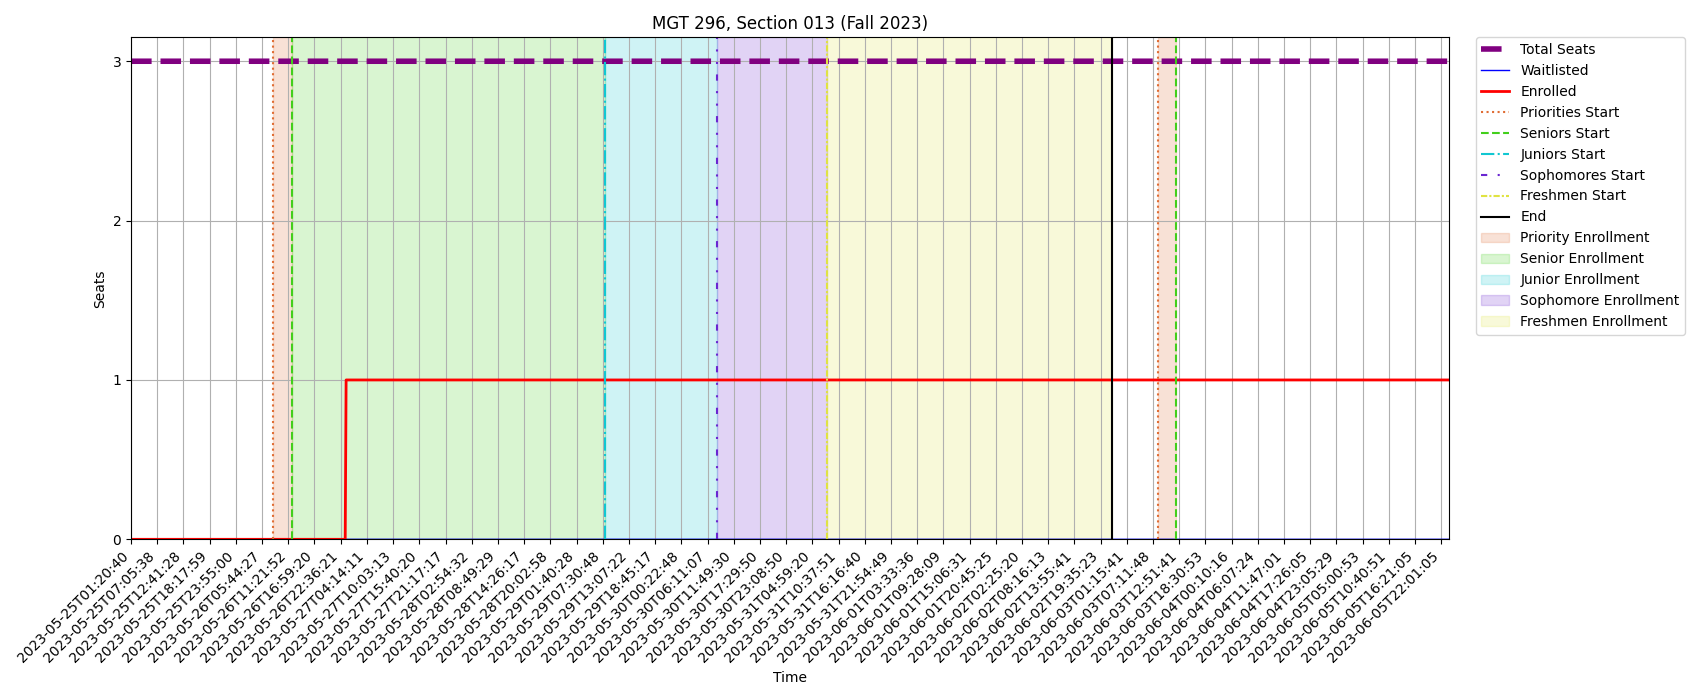 MGT 296, Section 013 (Fall 2023)
Seats
3
2
1
0
2023-05-25T01:20:40
2023-05-25T07:05:38
2023-05-25T12:41:28
2023-05-25T18:17:59
2023-05-25T23:55:00
2023-05-26T05:44:27
2023-05-26T11:21:52
2023-05-26T16:59:20
2023-05-26T22:36:21
2023-05-27T04:14:11
2023-05-27T10:03:13
2023-05-27T15:40:20
2023-05-27T21:17:17
2023-05-28T02:54:32
2023-05-28T08:49:29
2023-05-28T14:26:17
2023-05-28T20:02:58
2023-05-29T01:40:28
2023-05-29T07:30:48
2023-05-29T13:07:22
2023-05-29T18:45:17
2023-05-30T00:22:48
2023-05-30T06:11:07
2023-05-30T11:49:30
2023-05-30T17:29:50
2023-05-30T23:08:50
2023-05-31T04:59:20
2023-05-31T10:37:51
2023-05-31T16:16:40
2023-05-31T21:54:49
2023-06-01T03:33:36
2023-06-01T09:28:09
2023-06-01T15:06:31
2023-06-01T20:45:25
2023-06-02T02:25:20
2023-06-02T08:16:13
2023-06-02T13:55:41
2023-06-02T19:35:23
2023-06-03T01:15:41
2023-06-03T07:11:48
2023-06-03T12:51:41
2023-06-03T18:30:53
2023-06-04T00:10:16
2023-06-04T06:07:24
2023-06-04T11:47:01
2023-06-04T17:26:05
2023-06-04T23:05:29
2023-06-05T05:00:53
2023-06-05T10:40:51
2023-06-05T16:21:05
2023-06-05T22:01:05
Time
Total Seats
Waitlisted
Enrolled
Priorities Start
Seniors Start
Juniors Start
Sophomores Start
Freshmen Start
End
Priority Enrollment
Senior Enrollment
Junior Enrollment
Sophomore Enrollment
Freshmen Enrollment